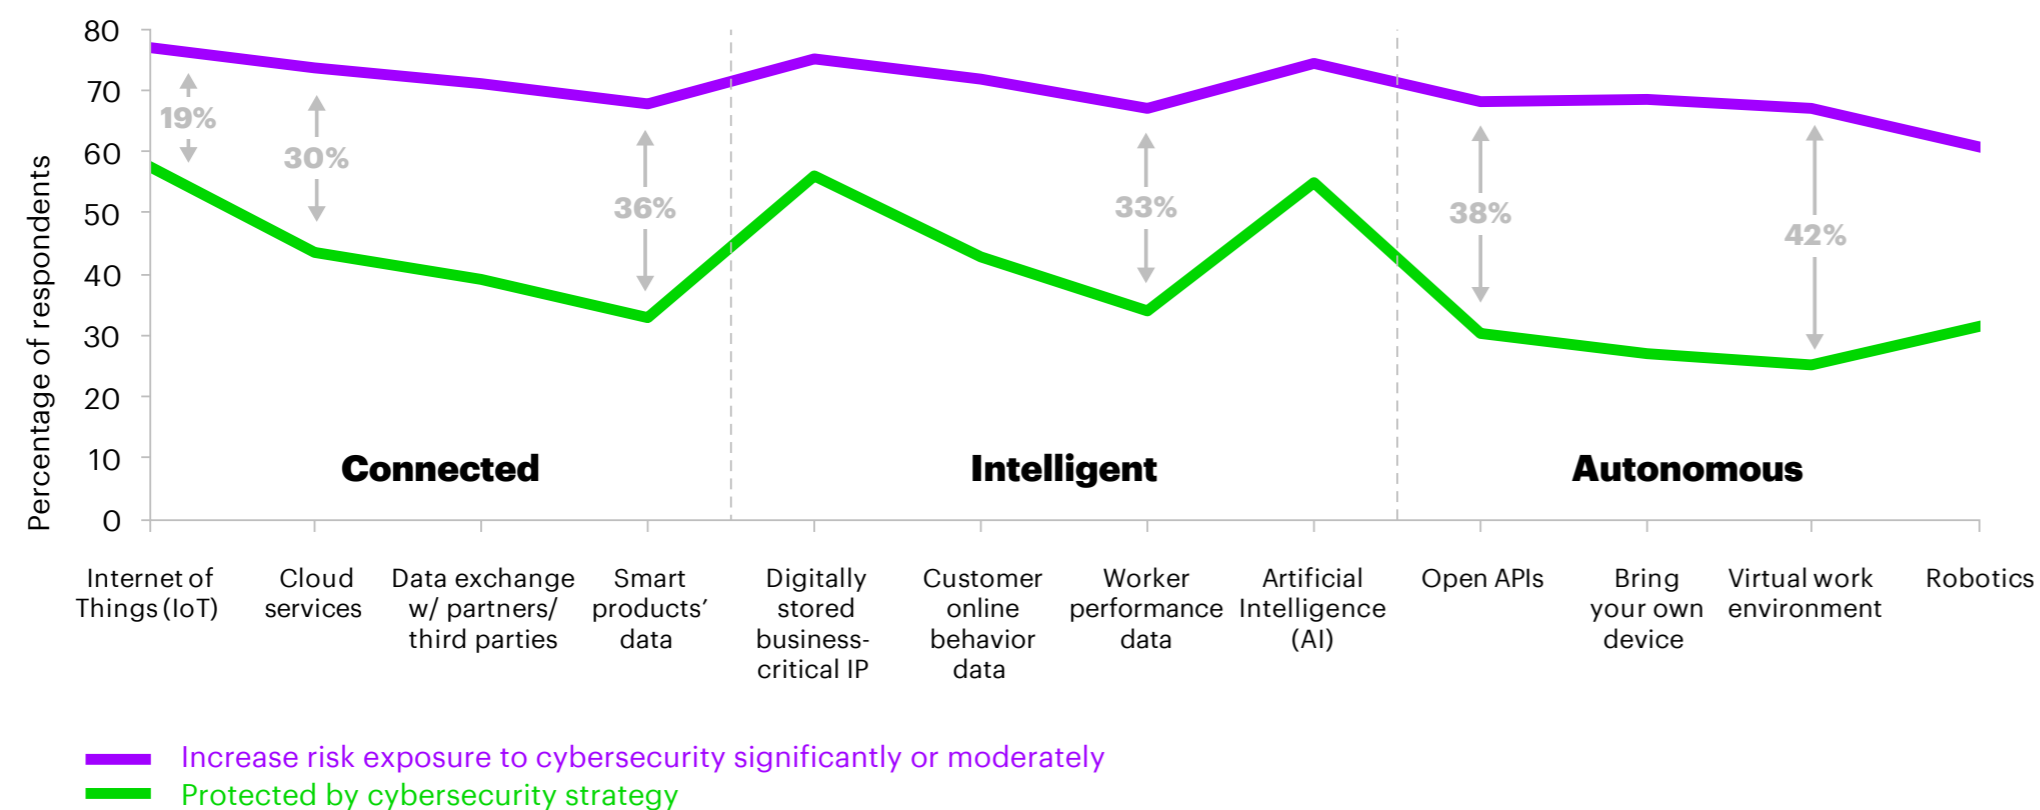 80
70
60
50
40
30
20
10
0
Percentage of respondents
19%
30%
36%
33%
38%
42%
Connected
Intelligent
Autonomous
Internet of
Things (IoT)
Cloud
services
Data exchange
w/ partners/
third parties
Smart
products’
data
Digitally
stored
business-
critical IP
Customer
online
behavior
data
Worker
performance
data
Artificial
Intelligence
(AI)
Open APIs
Bring
your own
device
Virtual work
environment
Robotics
Increase risk exposure to cybersecurity significantly or moderately
Protected by cybersecurity strategy